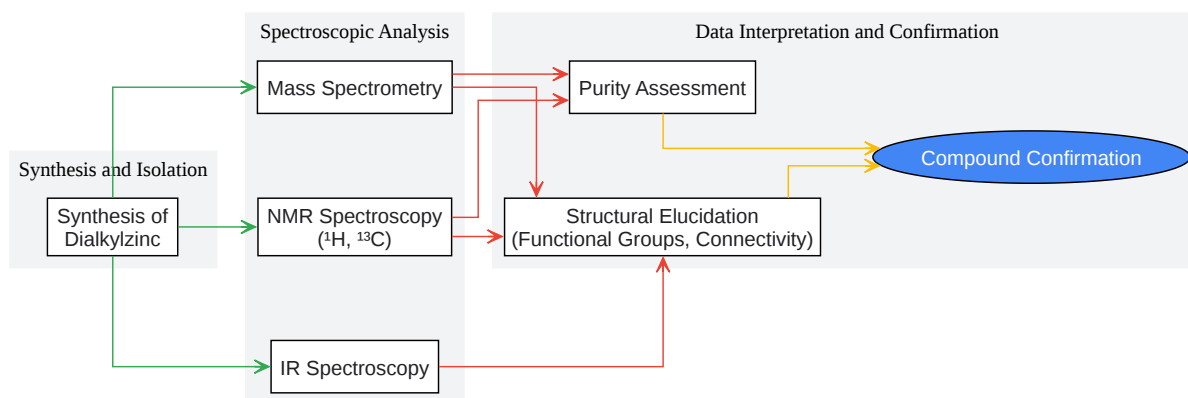 Spectroscopic Analysis
Data Interpretation and Confirmation
Mass Spectrometry
Purity Assessment
Compound Confirmation
Synthesis and Isolation
Synthesis of
Dialkylzinc
NMR Spectroscopy
(¹H, ¹³C)
Structural Elucidation
(Functional Groups, Connectivity)
IR Spectroscopy